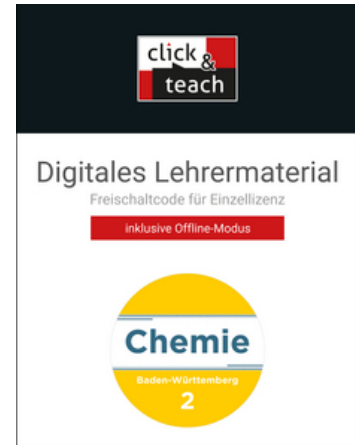 click &
teach
Digitales Lehrermaterial
Freischaltcode für Einzellizenz
inklusive Offline-Modus
Chemie
Baden-Württemberg
2